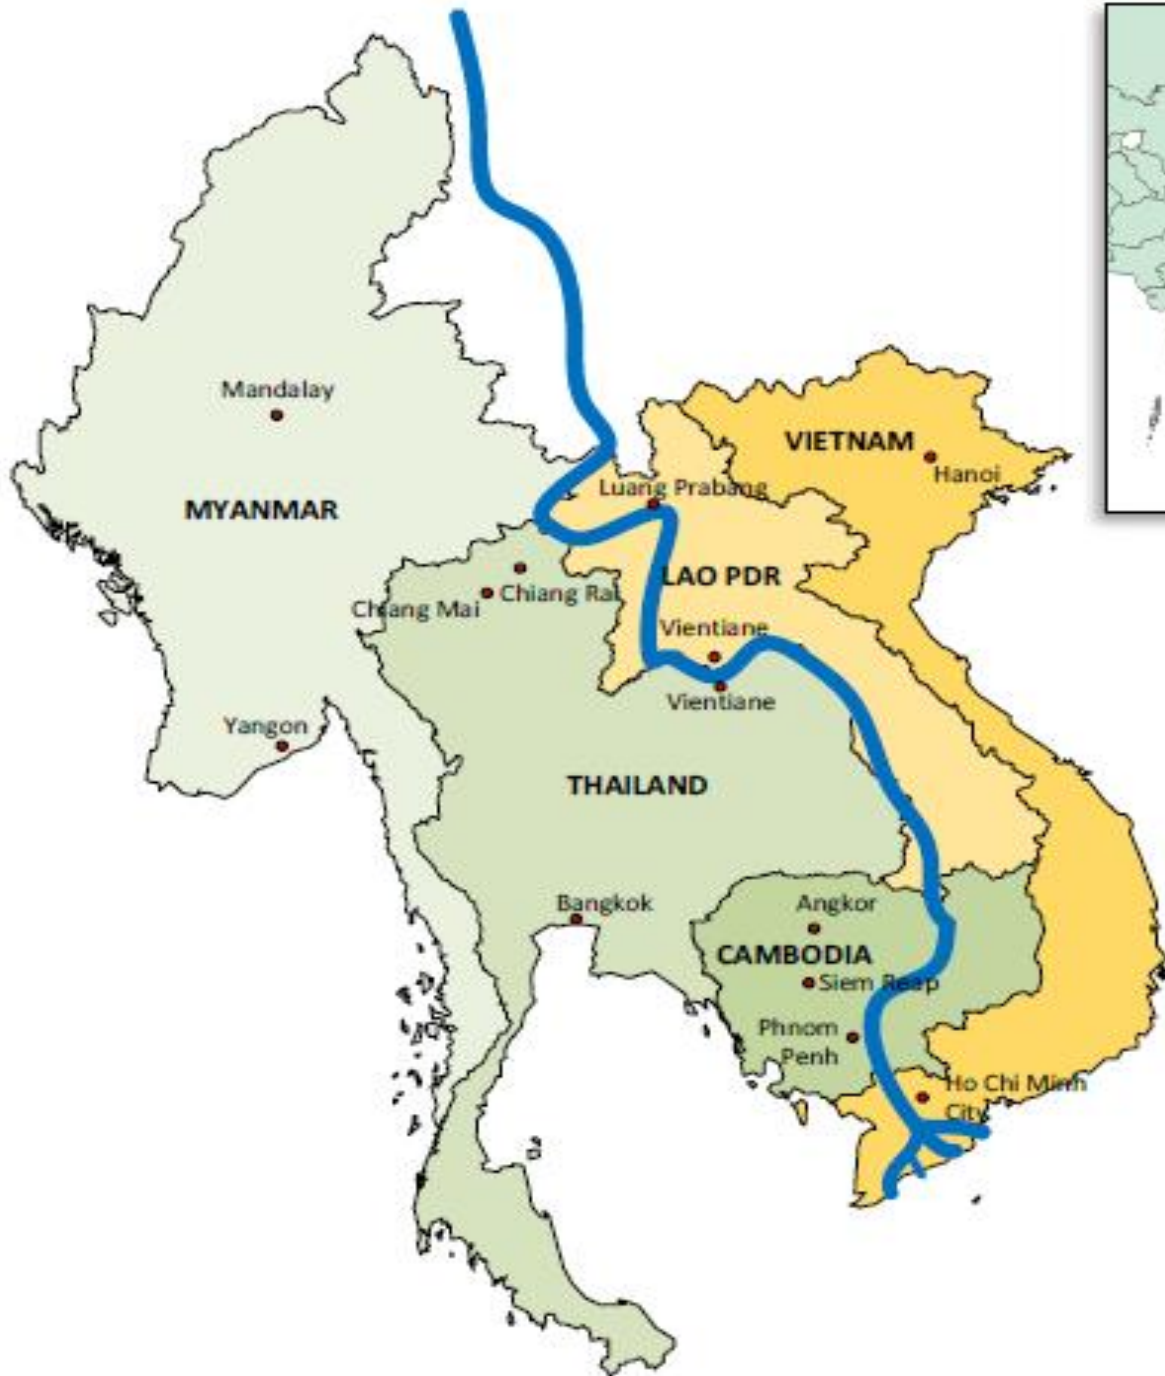 Mandalay
VIETNAM
Hanoi
Luang Prabang
MYANMAR
LAO PDR
Chiang Rai
Chiang Mai
Vientiane
Vientiane
Yangon
THAILAND
Bangkok
Angkor
CAMBODIA
Siem Reap
Phnom
Penh
Ho Chi Minh
City